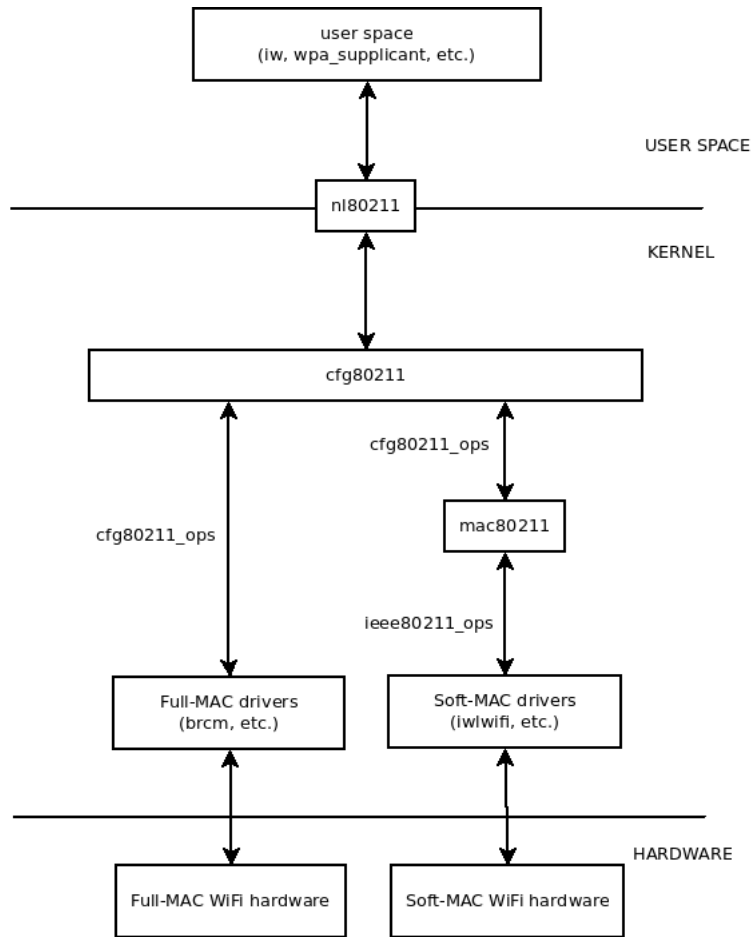 user space
(iw, wpa_supplicant, etc.)
USER SPACE
nl80211
KERNEL
cfg80211
cfg80211_ops
mac80211
cfg80211_ops
ieee80211_ops
Full-MAC drivers
(brcm, etc.)
Soft-MAC drivers
(iwlwifi, etc.)
HARDWARE
Full-MAC WiFi hardware
Soft-MAC WiFi hardware